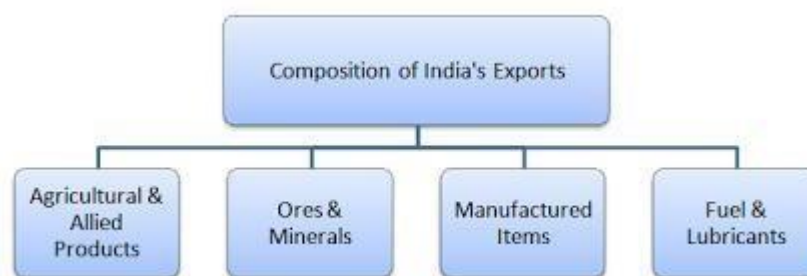 Composition of India's Exports
Agricultural &
Allied
Products
Ores &
Minerals
Manufactured
Items
Fuel &
Lubricants